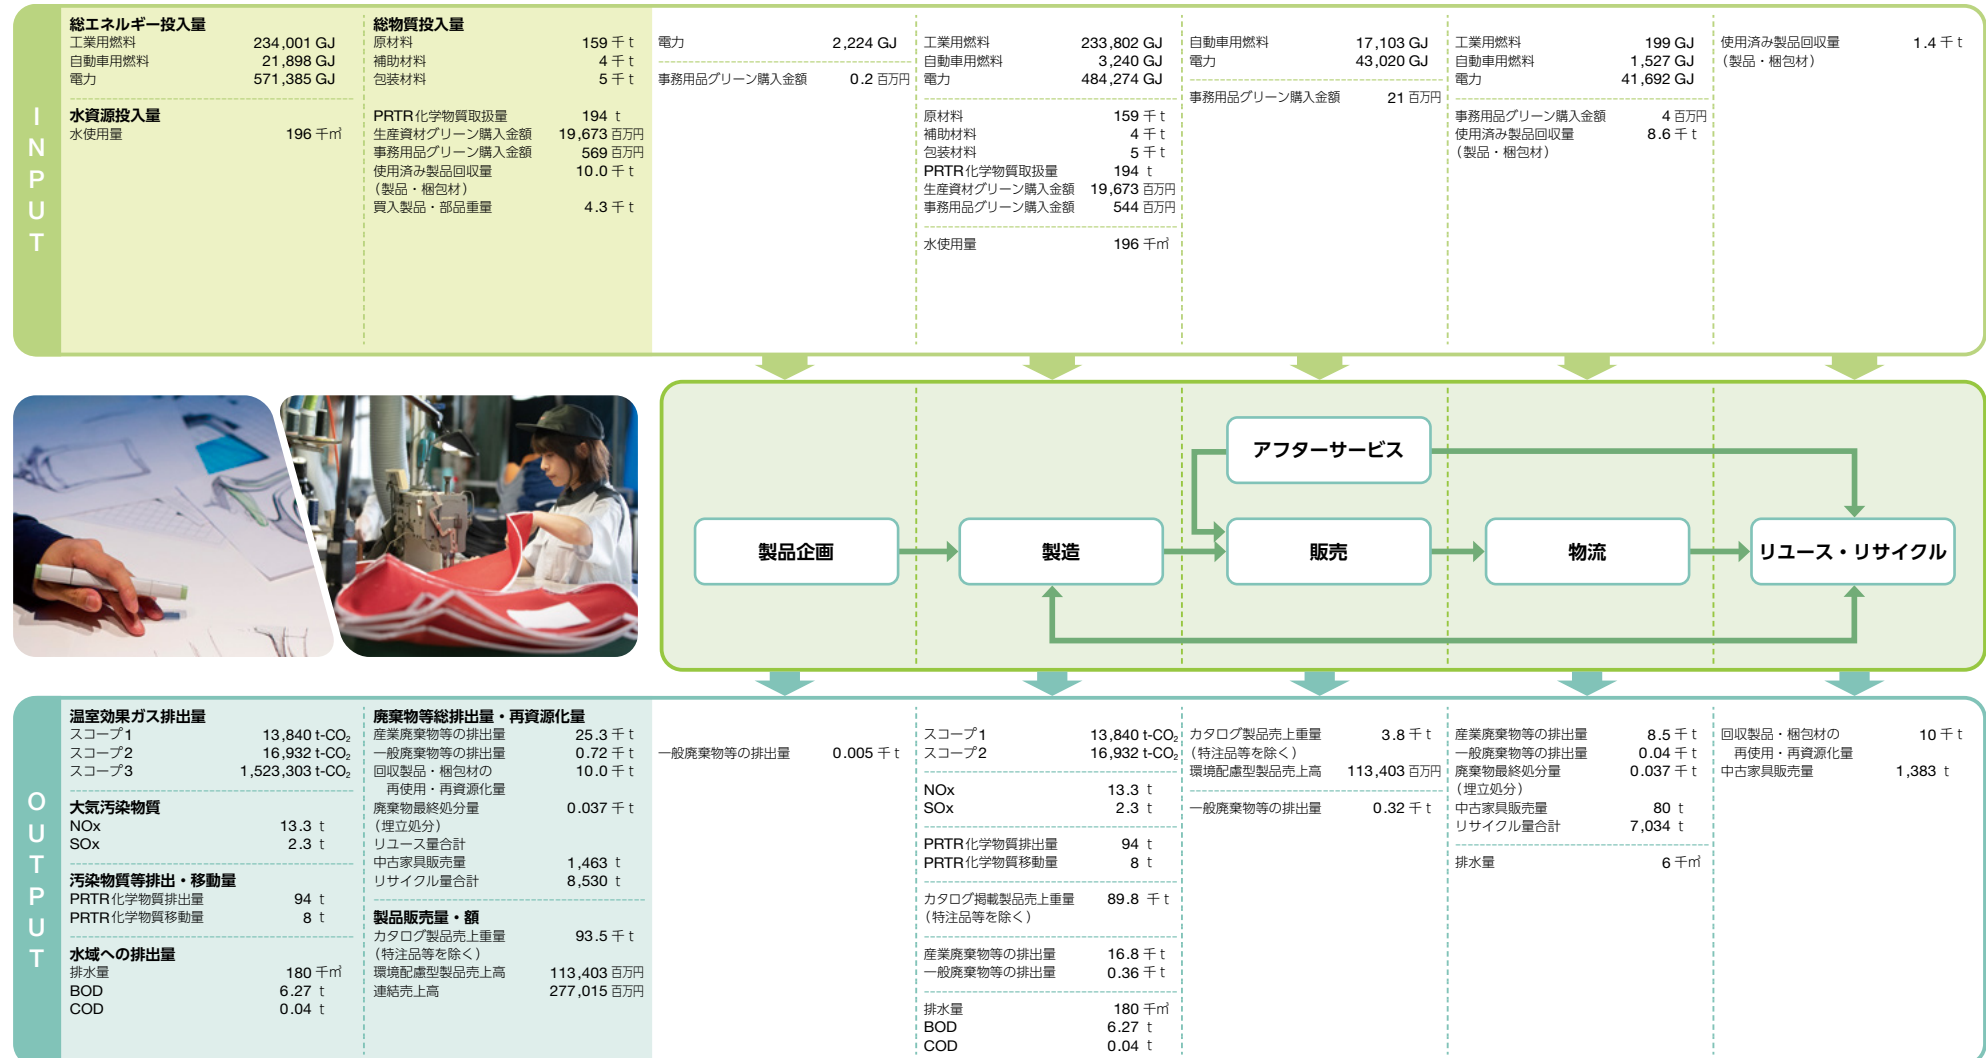 INPUT
総エネルギー投入量
工業用燃料 234,001 GJ
自動車用燃料 21,898 GJ
電力 571,385 GJ
水資源投入量
水使用量 196 千㎥
総物質投入量
原材料 159 千t
補助材料 4 千t
包装材料 5 千t
PRTR化学物質取扱量 194 t
生産資材グリーン購入金額 19,673 百万円
事務用品グリーン購入金額 569 百万円
使用済み製品回収量 10.0 千t
（製品・梱包材）
買入製品・部品重量 4.3 千t
電力 2,224 GJ
事務用品グリーン購入金額 0.2 百万円
工業用燃料 233,802 GJ
自動車用燃料 3,240 GJ
電力 484,274 GJ
原材料 159 千t
補助材料 4 千t
包装材料 5 千t
PRTR化学物質取扱量 194 t
生産資材グリーン購入金額 19,673 百万円
事務用品グリーン購入金額 544 百万円
水使用量 196 千㎥
自動車用燃料 17,103 GJ
電力 43,020 GJ
事務用品グリーン購入金額 21 百万円
工業用燃料 199 GJ
自動車用燃料 1,527 GJ
電力 41,692 GJ
事務用品グリーン購入金額 4 百万円
使用済み製品回収量 8.6 千t
（製品・梱包材）
使用済み製品回収量 1.4 千t
（製品・梱包材）
アフターサービス
製品企画
製造
販売
物流
リユース・リサイクル
OUTPUT
温室効果ガス排出量
スコープ1 13,840 t-CO₂
スコープ2 16,932 t-CO₂
スコープ3 1,523,303 t-CO₂
大気汚染物質
NOx 13.3 t
SOx 2.3 t
汚染物質等排出・移動量
PRTR化学物質排出量 94 t
PRTR化学物質移動量 8 t
水域への排出量
排水量 180 千㎥
BOD 6.27 t
COD 0.04 t
廃棄物等総排出量・再資源化量
産業廃棄物等の排出量 25.3 千t
一般廃棄物等の排出量 0.72 千t
回収製品・梱包材の 10.0 千t
再使用・再資源化量
廃棄物最終処分量 0.037 千t
（埋立処分）
リユース量合計
中古家具販売量 1,463 t
リサイクル量合計 8,530 t
製品販売量・額
カタログ製品売上重量 93.5 千t
（特注品等を除く）
環境配慮型製品売上高 113,403 百万円
連結売上高 277,015 百万円
一般廃棄物等の排出量 0.005 千t
スコープ1 13,840 t-CO₂
スコープ2 16,932 t-CO₂
NOx 13.3 t
SOx 2.3 t
PRTR化学物質排出量 94 t
PRTR化学物質移動量 8 t
カタログ掲載製品売上重量 89.8 千t
（特注品等を除く）
産業廃棄物等の排出量 16.8 千t
一般廃棄物等の排出量 0.36 千t
排水量 180 千㎥
BOD 6.27 t
COD 0.04 t
カタログ製品売上重量 3.8 千t
（特注品等を除く）
環境配慮型製品売上高 113,403 百万円
一般廃棄物等の排出量 0.32 千t
産業廃棄物等の排出量 8.5 千t
一般廃棄物等の排出量 0.04 千t
廃棄物最終処分量 0.037 千t
（埋立処分）
中古家具販売量 80 t
リサイクル量合計 7,034 t
排水量 6 千㎥
回収製品・梱包材の 10 千t
再使用・再資源化量
中古家具販売量 1,383 t